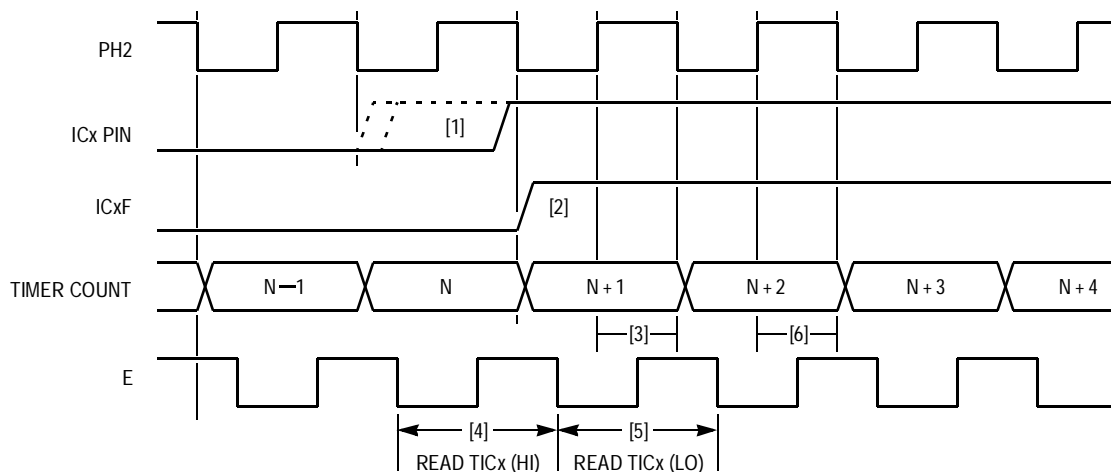 PH2
ICx PIN
[1]
ICxF
[2]
TIMER COUNT
N—1
N
N + 1
N + 2
N + 3
N + 4
[3]
[6]
E
[4]
[5]
READ TICx (HI)
READ TICx (LO)